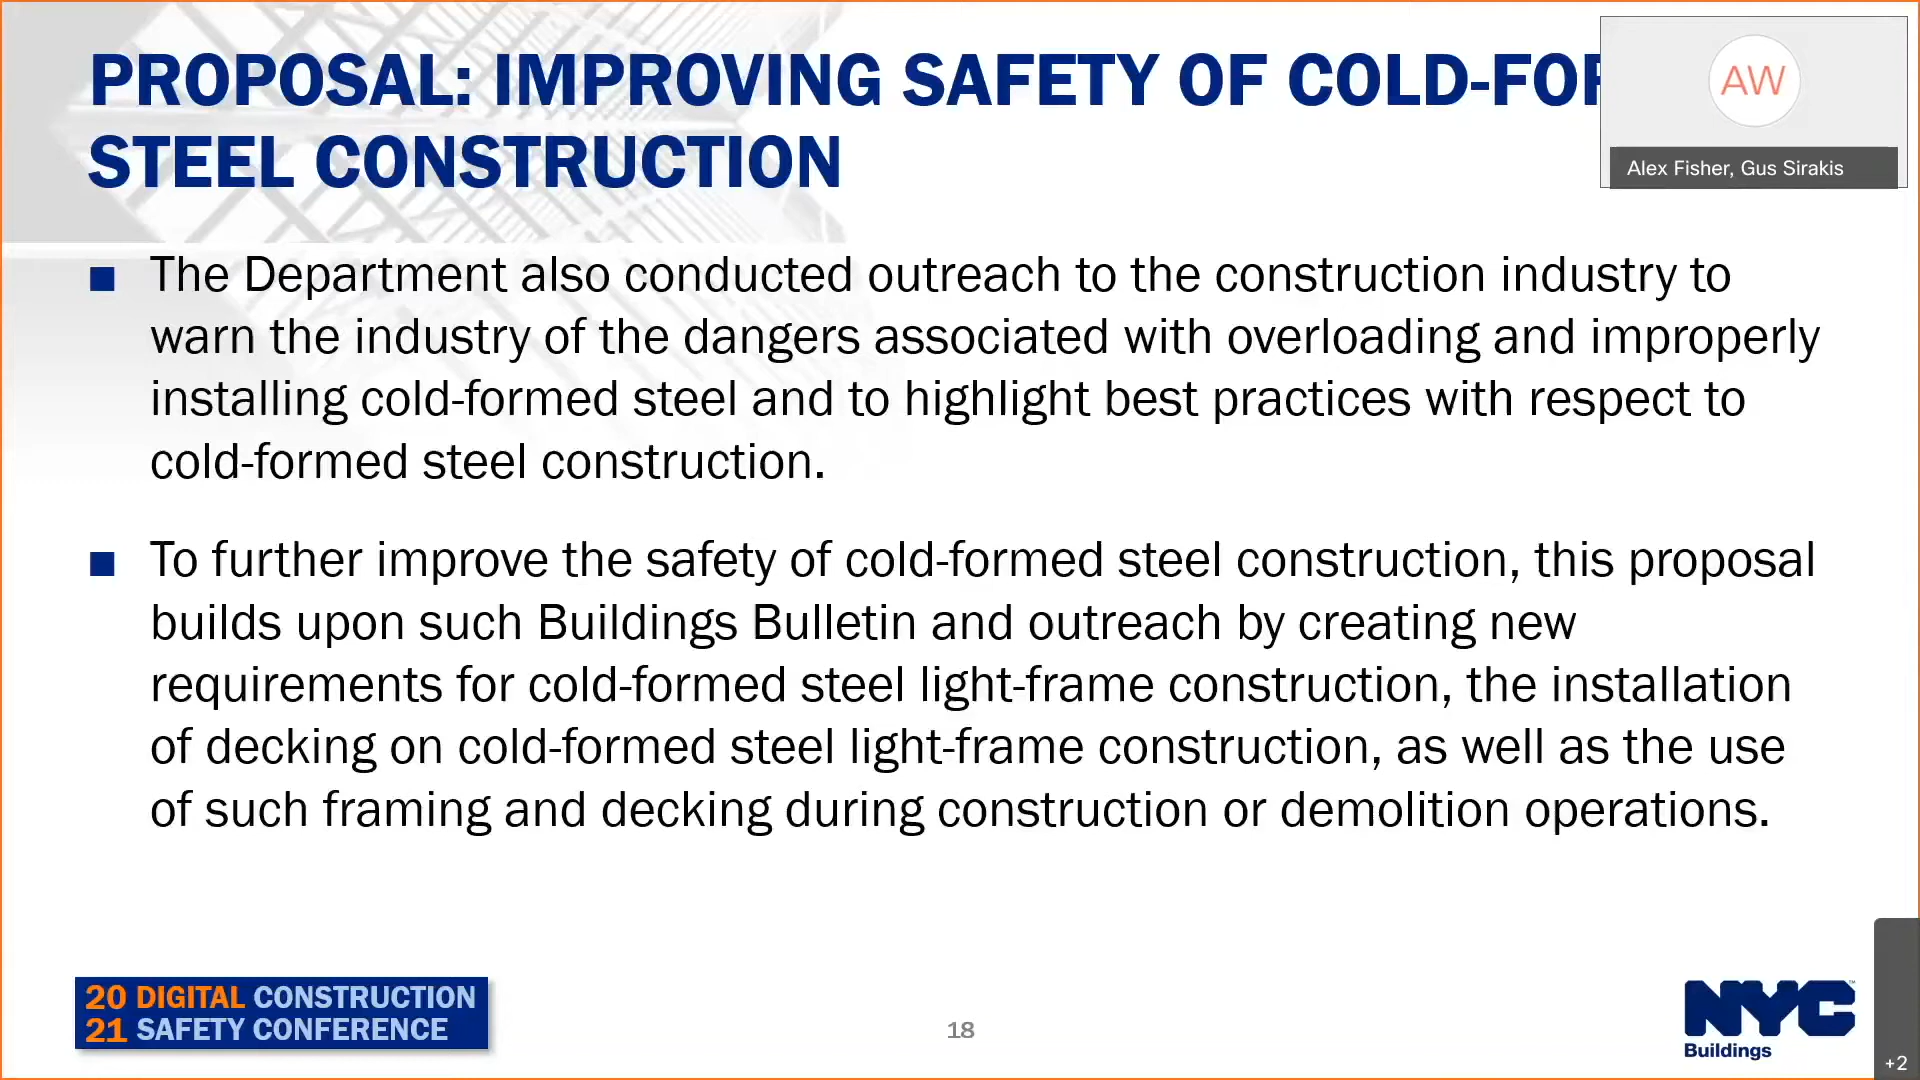 PROPOSAL: IMPROVING SAFETY OF COLD-FOR
STEEL CONSTRUCTION
AW
Alex Fisher, Gus Sirakis
■ The Department also conducted outreach to the construction industry to
warn the industry of the dangers associated with overloading and improperly
installing cold-formed steel and to highlight best practices with respect to
cold-formed steel construction.
■ To further improve the safety of cold-formed steel construction, this proposal
builds upon such Buildings Bulletin and outreach by creating new
requirements for cold-formed steel light-frame construction, the installation
of decking on cold-formed steel light-frame construction, as well as the use
of such framing and decking during construction or demolition operations.
20 DIGITAL CONSTRUCTION
21 SAFETY CONFERENCE
18
NYC™
Buildings
+2